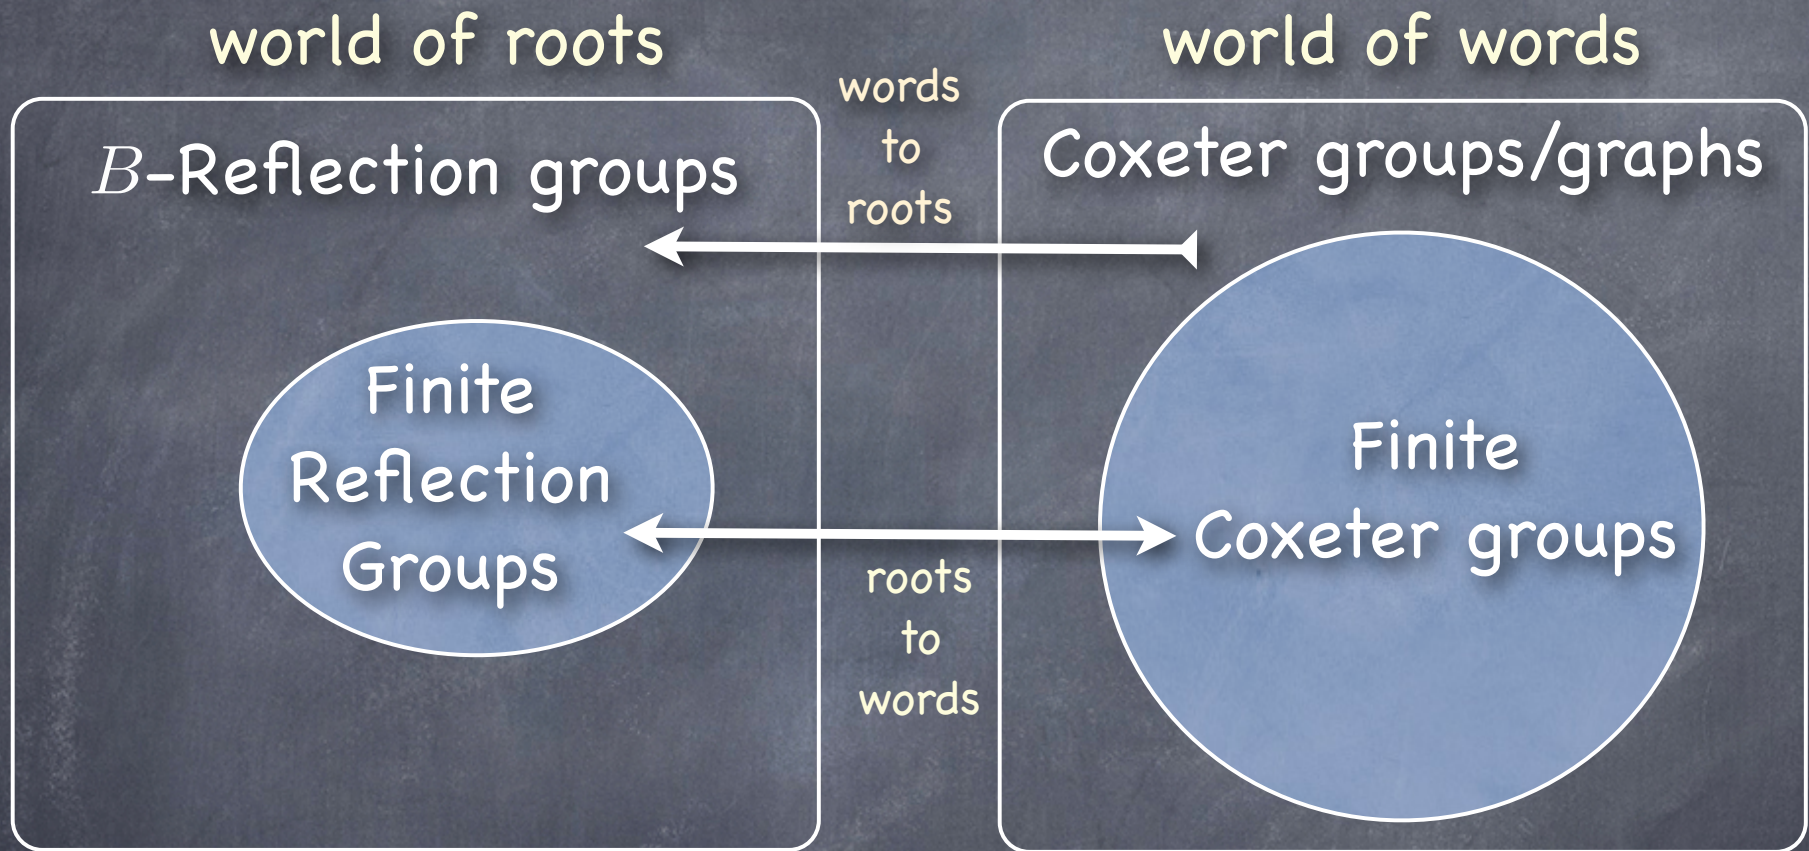 world of roots
world of words
B-Reflection groups
words
to
roots
Coxeter groups/graphs
Finite
Reflection
Groups
roots
to
words
Finite
Coxeter groups